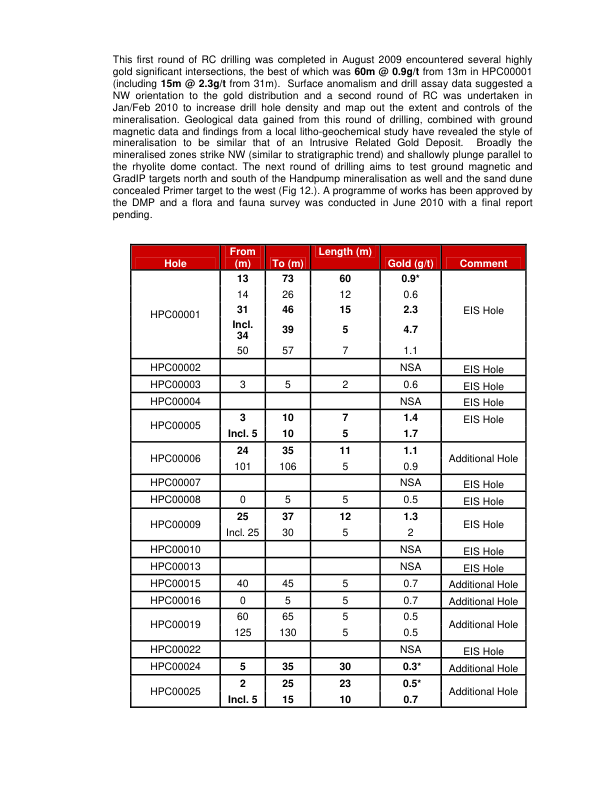 This first round of RC drilling was completed in August 2009 encountered several highly
gold significant intersections, the best of which was 60m @ 0.9g/t from 13m in HPC00001
(including 15m @ 2.3g/t from 31m). Surface anomalism and drill assay data suggested a
NW orientation to the gold distribution and a second round of RC was undertaken in
Jan/Feb 2010 to increase drill hole density and map out the extent and controls of the
mineralisation. Geological data gained from this round of drilling, combined with ground
magnetic data and findings from a local litho-geochemical study have revealed the style of
mineralisation to be similar that of an Intrusive Related Gold Deposit. Broadly the
mineralised zones strike NW (similar to stratigraphic trend) and shallowly plunge parallel to
the rhyolite dome contact. The next round of drilling aims to test ground magnetic and
GradIP targets north and south of the Handpump mineralisation as well and the sand dune
concealed Primer target to the west (Fig 12.). A programme of works has been approved by
the DMP and a flora and fauna survey was conducted in June 2010 with a final report
pending.
Hole From (m) To (m) Length (m) Gold (g/t) Comment
HPC00001 13 73 60 0.9* EIS Hole
14 26 12 0.6
31 46 15 2.3
Incl. 34 39 5 4.7
50 57 7 1.1
HPC00002 NSA EIS Hole
HPC00003 3 5 2 0.6 EIS Hole
HPC00004 NSA EIS Hole
HPC00005 3 10 7 1.4 EIS Hole
Incl. 5 10 5 1.7
HPC00006 24 35 11 1.1 Additional Hole
101 106 5 0.9
HPC00007 NSA EIS Hole
HPC00008 0 5 5 0.5 EIS Hole
HPC00009 25 37 12 1.3 EIS Hole
Incl. 25 30 5 2
HPC00010 NSA EIS Hole
HPC00013 NSA EIS Hole
HPC00015 40 45 5 0.7 Additional Hole
HPC00016 0 5 5 0.7 Additional Hole
HPC00019 60 65 5 0.5 Additional Hole
125 130 5 0.5
HPC00022 NSA EIS Hole
HPC00024 5 35 30 0.3* Additional Hole
HPC00025 2 25 23 0.5* Additional Hole
Incl. 5 15 10 0.7